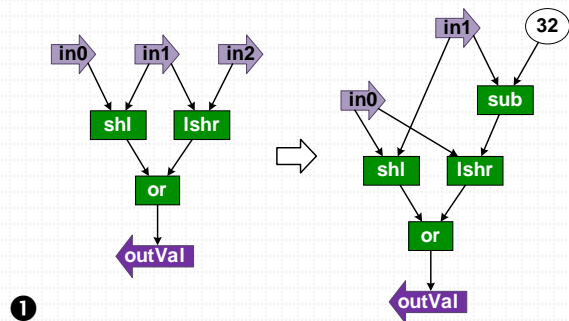 in0 in1 in2
shl lshr
or
outVal
in1 32
sub
in0
shl lshr
or
outVal
❶